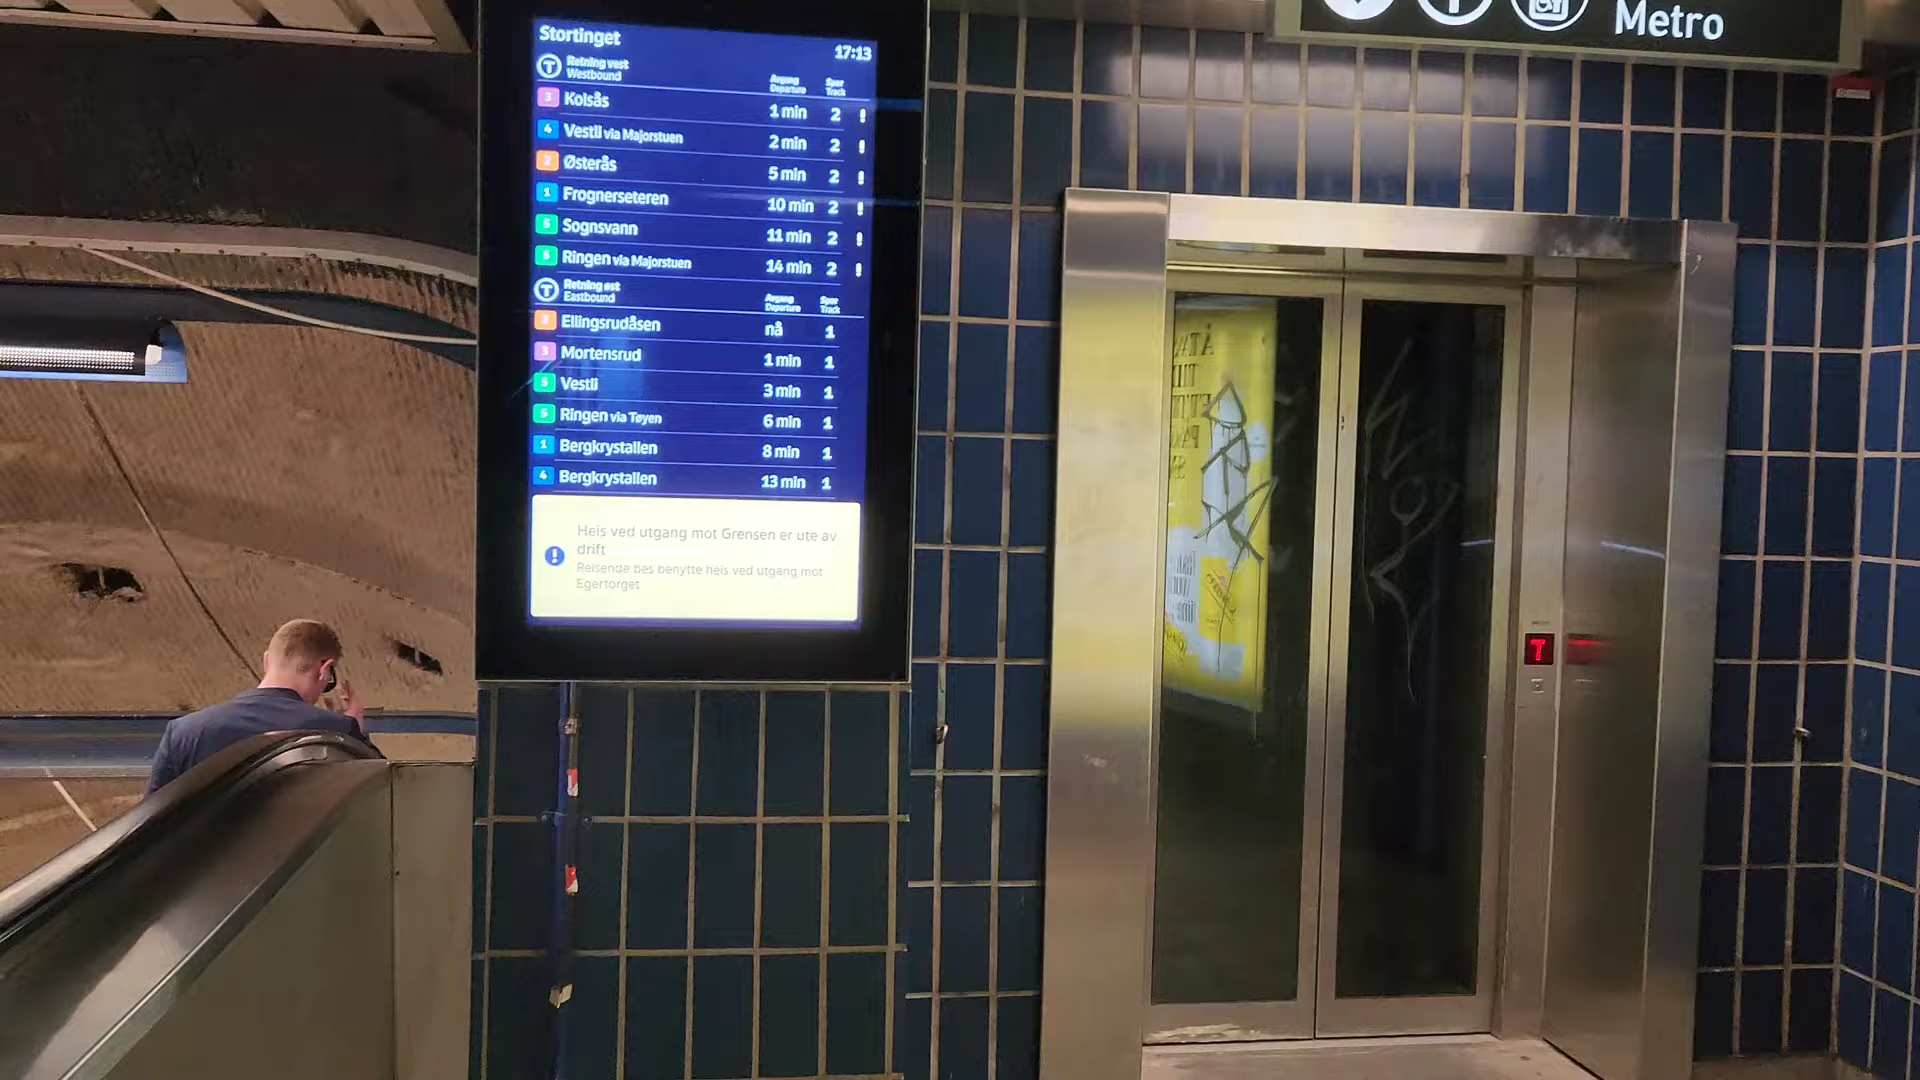 Stortinget 17:13
Retning vest
Westbound
Avgang
Departure
Spor
Track
3 Kolsås 1 min 2 !
4 Vestli via Majorstuen 2 min 2 !
2 Østerås 5 min 2 !
1 Frognerseteren 10 min 2 !
5 Sognsvann 11 min 2 !
5 Ringen via Majorstuen 14 min 2 !
Retning øst
Eastbound
Avgang
Departure
Spor
Track
2 Ellingsrudåsen nå 1
3 Mortensrud 1 min 1
5 Vestli 3 min 1
5 Ringen via Tøyen 6 min 1
1 Bergkrystallen 8 min 1
4 Bergkrystallen 13 min 1
Heis ved utgang mot Grensen er ute av
drift
Reisende bes benytte heis ved utgang mot
Egertorget
Metro
T